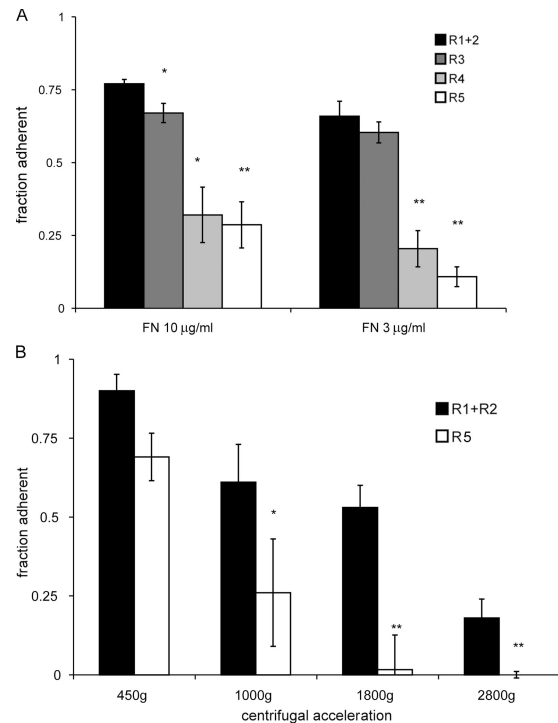 A
R1+2
R3
R4
R5
fraction adherent
1
0.75
0.5
0.25
0
*
*
**
**
**
FN 10 µg/ml
FN 3 µg/ml
B
R1+R2
R5
fraction adherent
1
0.75
0.5
0.25
0
*
**
**
450g
1000g
1800g
2800g
centrifugal acceleration